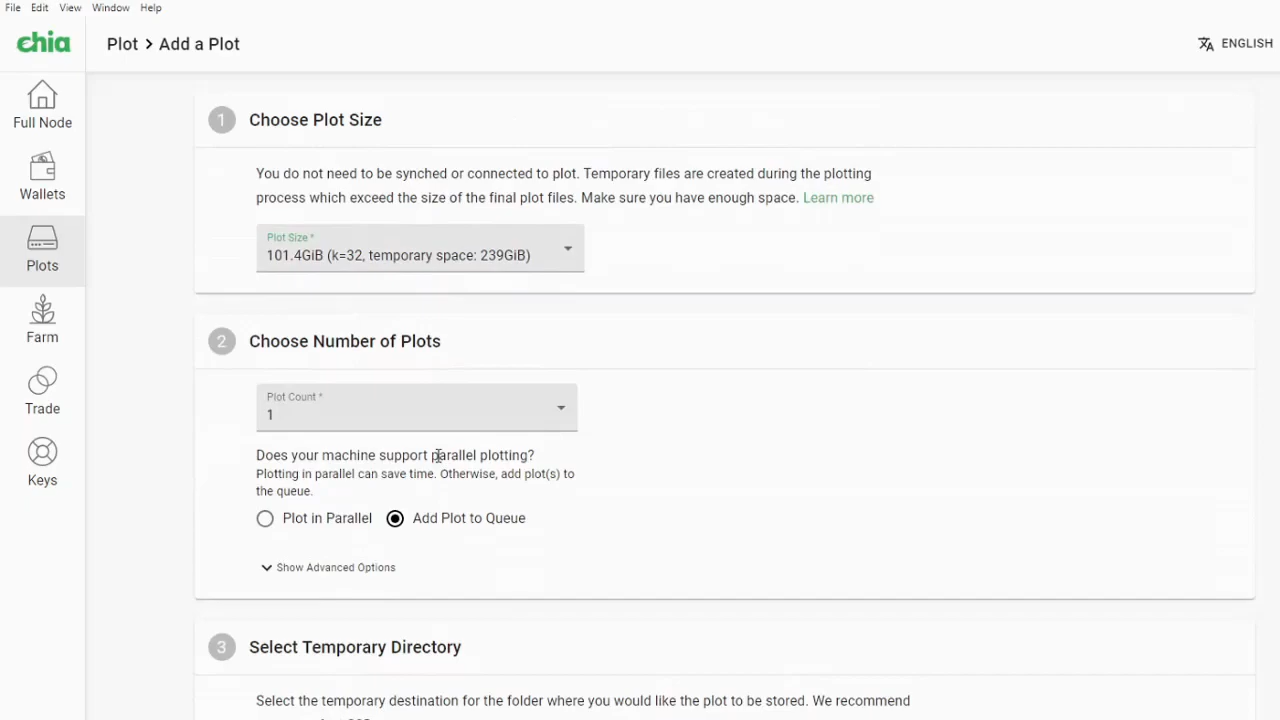 File Edit View Window Help
chia
Plot > Add a Plot
ENGLISH
Full Node
Wallets
Plots
Farm
Trade
Keys
1 Choose Plot Size
You do not need to be synched or connected to plot. Temporary files are created during the plotting
process which exceed the size of the final plot files. Make sure you have enough space. Learn more
Plot Size *
101.4GiB (k=32, temporary space: 239GiB)
2 Choose Number of Plots
Plot Count *
1
Does your machine support parallel plotting?
Plotting in parallel can save time. Otherwise, add plot(s) to
the queue.
Plot in Parallel Add Plot to Queue
Show Advanced Options
3 Select Temporary Directory
Select the temporary destination for the folder where you would like the plot to be stored. We recommend